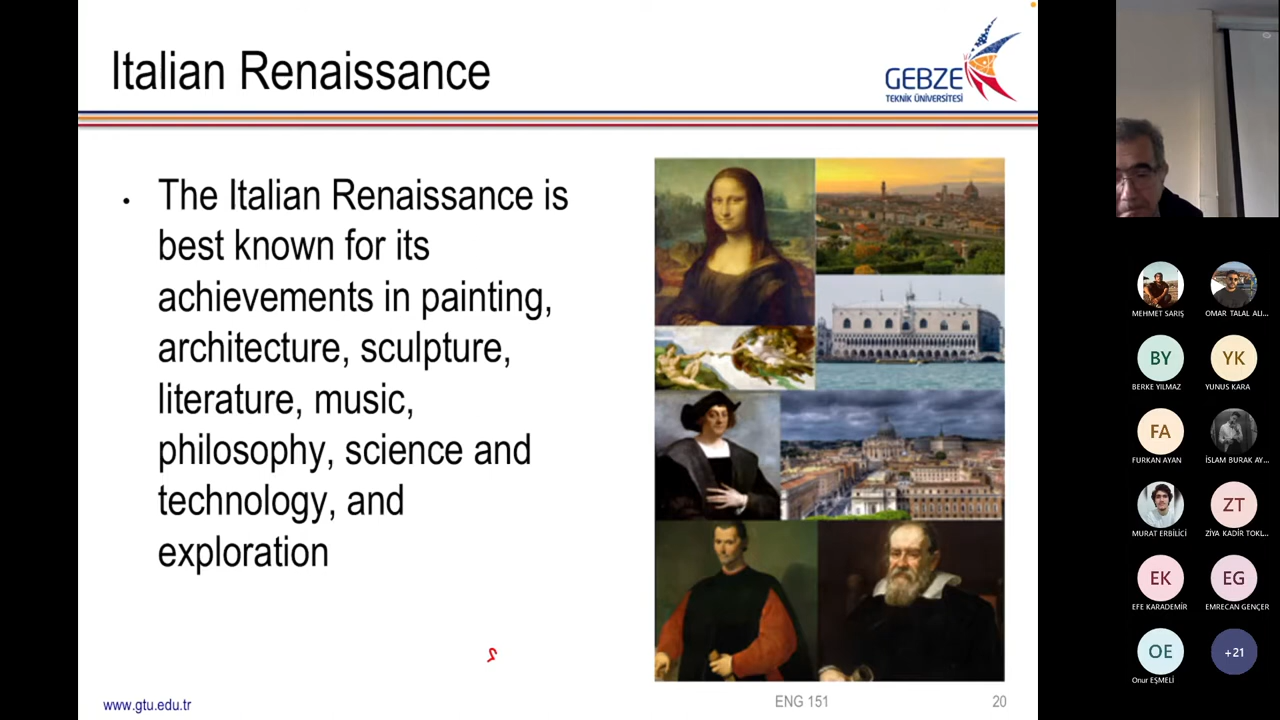 Italian Renaissance
GEBZE
TEKNİK ÜNİVERSİTESİ
• The Italian Renaissance is
best known for its
achievements in painting,
architecture, sculpture,
literature, music,
philosophy, science and
technology, and
exploration
www.gtu.edu.tr
ENG 151
20
MEHMET SARIŞ
OMAR TALAL ALI...
BY
YK
BERKE YILMAZ
YUNUS KARA
FA
FURKAN AYAN
İSLAM BURAK AY...
ZT
MURAT ERBİLİCİ
ZİYA KADİR TOKL...
EK
EG
EFE KARADEMİR
EMRECAN GENÇER
OE
+21
Onur EŞMELİ